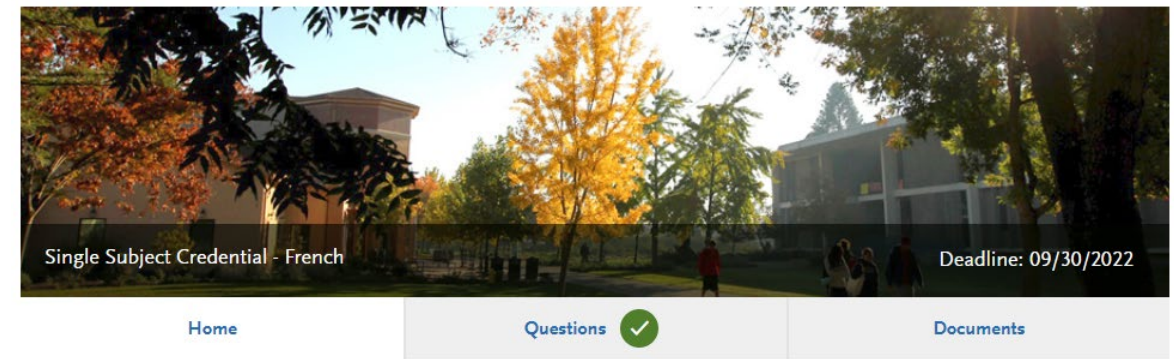 Single Subject Credential - French
Deadline: 09/30/2022
Home
Questions
Documents